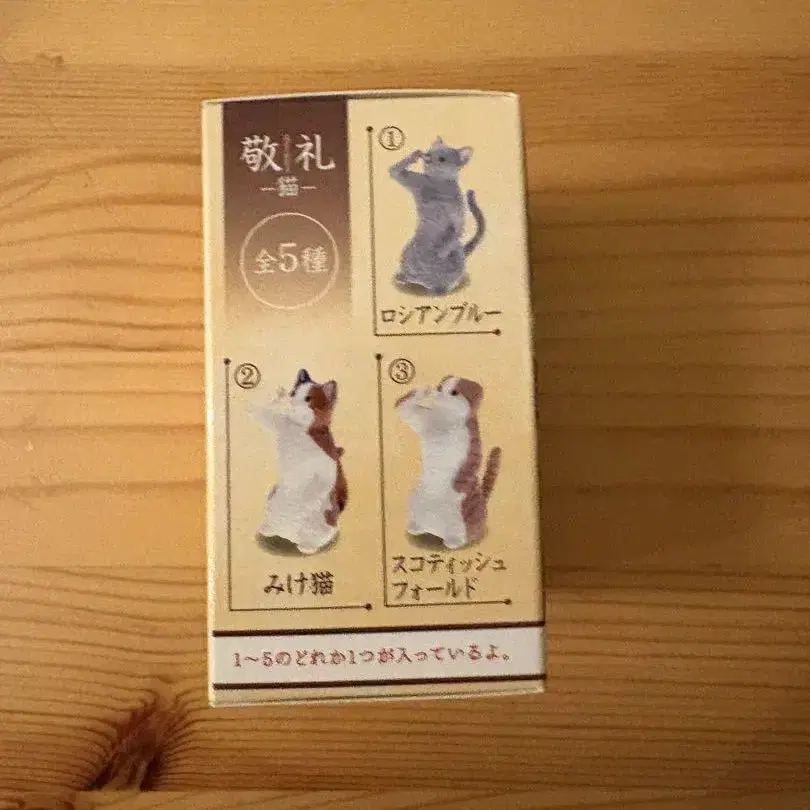 敬礼
―猫―
全5種
①
ロシアンブルー
②
みけ猫
③
スコティッシュ
フォールド
1～5のどれか1つが入っているよ。